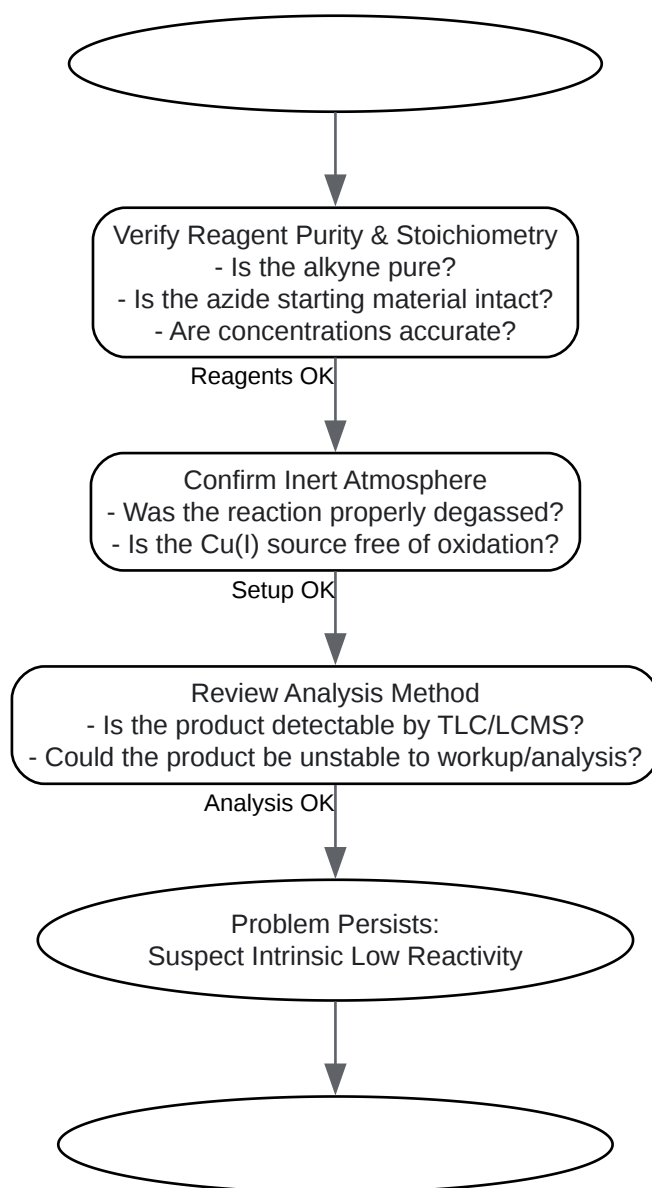 Verify Reagent Purity & Stoichiometry
- Is the alkyne pure?
- Is the azide starting material intact?
- Are concentrations accurate?
Reagents OK
Confirm Inert Atmosphere
- Was the reaction properly degassed?
- Is the Cu(I) source free of oxidation?
Setup OK
Review Analysis Method
- Is the product detectable by TLC/LCMS?
- Could the product be unstable to workup/analysis?
Analysis OK
Problem Persists:
Suspect Intrinsic Low Reactivity